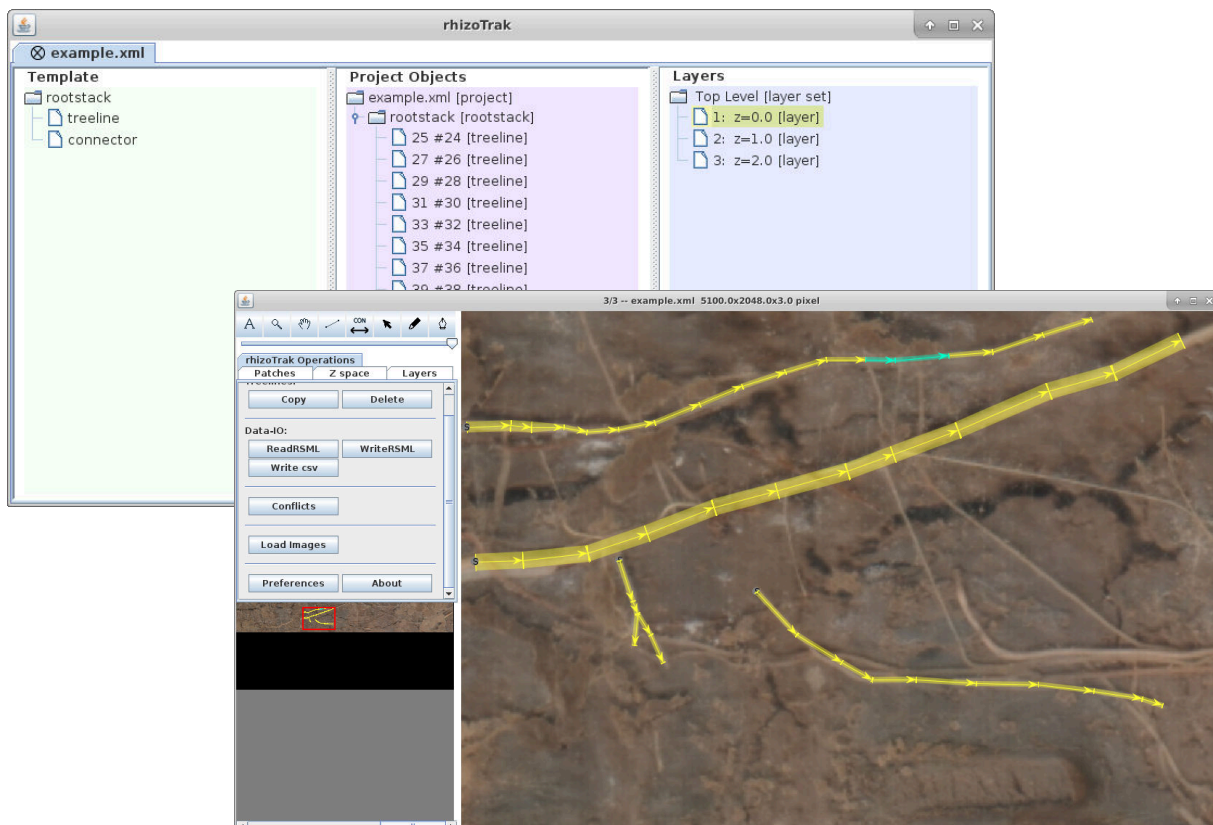 rhizoTrak
example.xml
Template
rootstack
treeline
connector
Project Objects
example.xml [project]
rootstack [rootstack]
25 #24 [treeline]
27 #26 [treeline]
29 #28 [treeline]
31 #30 [treeline]
33 #32 [treeline]
35 #34 [treeline]
37 #36 [treeline]
39 #38 [treeline]
Layers
Top Level [layer set]
1: z=0.0 [layer]
2: z=1.0 [layer]
3: z=2.0 [layer]
3/3 -- example.xml 5100.0x2048.0x3.0 pixel
A
CON
rhizoTrak Operations
Patches Z space Layers
Treelines:
Copy Delete
Data-IO:
ReadRSML WriteRSML
Write csv
Conflicts
Load Images
Preferences About
S
S